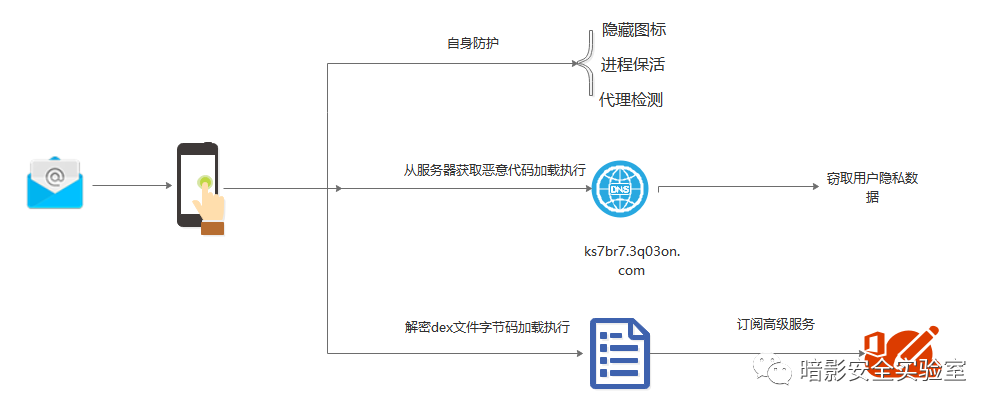 自身防护
隐藏图标
进程保活
代理检测
从服务器获取恶意代码加载执行
DNS
窃取用户隐私数
据
ks7br7.3q03on.
com
解密dex文件字节码加载执行
订阅高级服务
暗影安全实验室